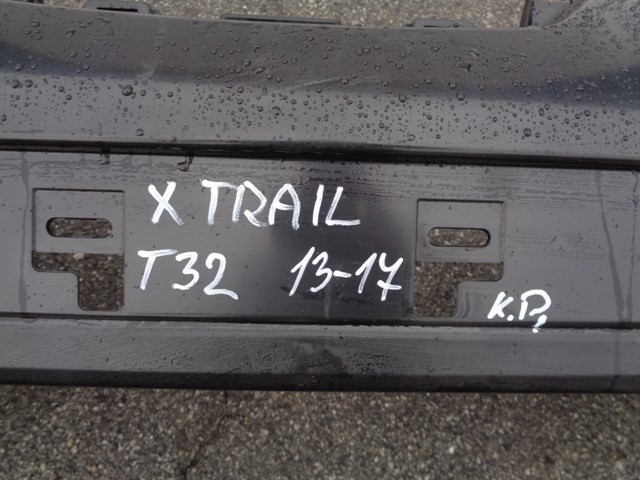 X TRAIL
T32 13-17
K.P.